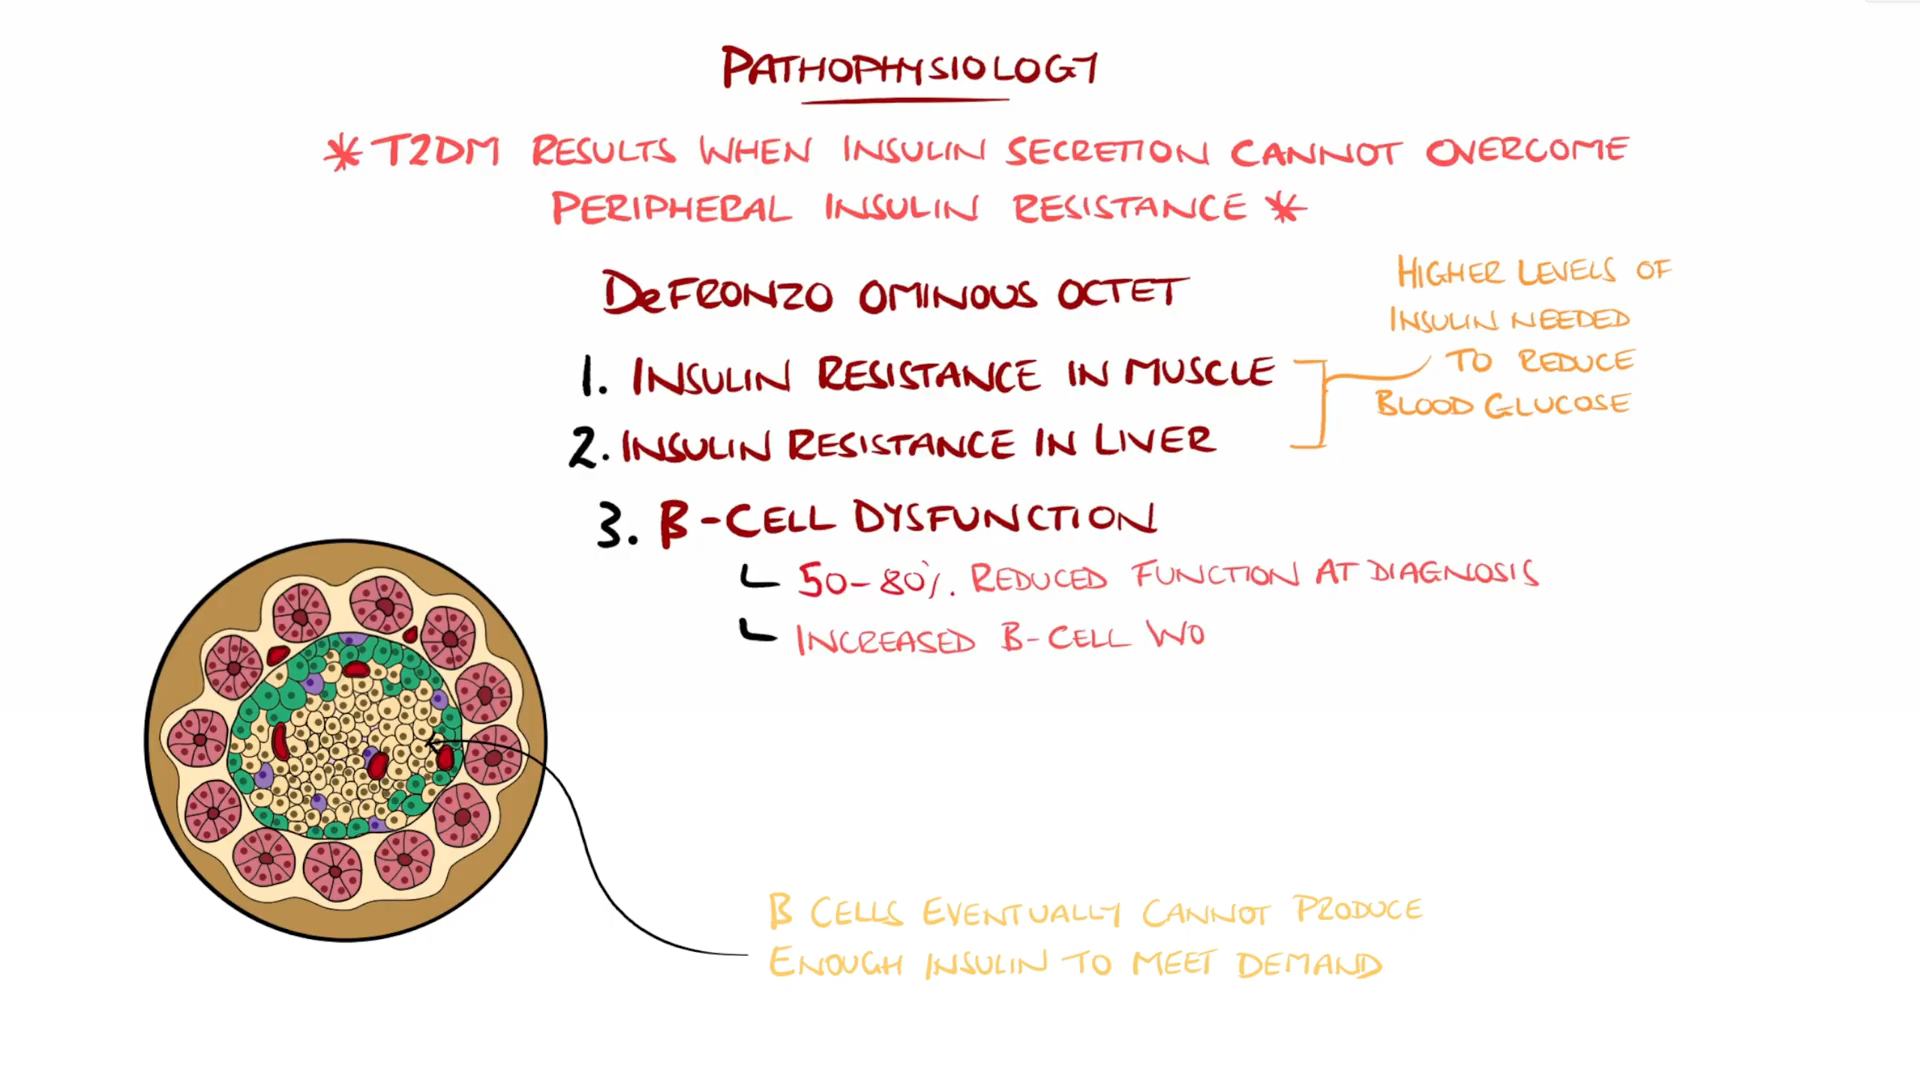 PATHOPHYSIOLOGY
* T2DM RESULTS WHEN INSULIN SECRETION CANNOT OVERCOME
PERIPHERAL INSULIN RESISTANCE *
DeFRONZO OMINOUS OCTET
HIGHER LEVELS OF
INSULIN NEEDED
TO REDUCE
BLOOD GLUCOSE
1. INSULIN RESISTANCE IN MUSCLE
2. INSULIN RESISTANCE IN LIVER
3. B-CELL DYSFUNCTION
50-80% REDUCED FUNCTION AT DIAGNOSIS
INCREASED B-CELL WO
B CELLS EVENTUALLY CANNOT PRODUCE
ENOUGH INSULIN TO MEET DEMAND